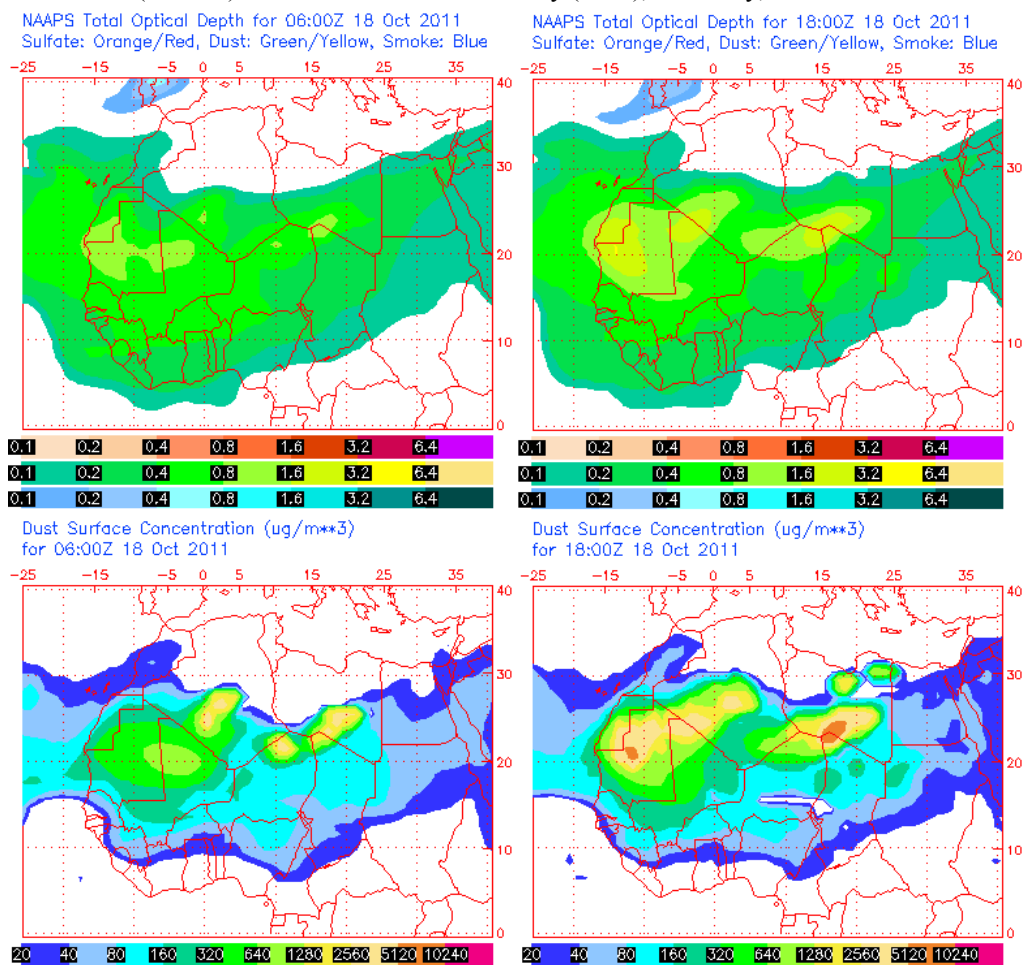 NAAPS Total Optical Depth for 06:00Z 18 Oct 2011
Sulfate: Orange/Red, Dust: Green/Yellow, Smoke: Blue
-25 -15 -5 0 5 15 25 35
40
30
20
10
0
0.1 0.2 0.4 0.8 1.6 3.2 6.4
0.1 0.2 0.4 0.8 1.6 3.2 6.4
0.1 0.2 0.4 0.8 1.6 3.2 6.4
NAAPS Total Optical Depth for 18:00Z 18 Oct 2011
Sulfate: Orange/Red, Dust: Green/Yellow, Smoke: Blue
-25 -15 -5 0 5 15 25 35
40
30
20
10
0
0.1 0.2 0.4 0.8 1.6 3.2 6.4
0.1 0.2 0.4 0.8 1.6 3.2 6.4
0.1 0.2 0.4 0.8 1.6 3.2 6.4
Dust Surface Concentration (ug/m**3)
for 06:00Z 18 Oct 2011
-25 -15 -5 0 5 15 25 35
40
30
20
10
0
20 40 80 160 320 640 1280 2560 5120 10240
Dust Surface Concentration (ug/m**3)
for 18:00Z 18 Oct 2011
-25 -15 -5 0 5 15 25 35
40
30
20
10
0
20 40 80 160 320 640 1280 2560 5120 10240